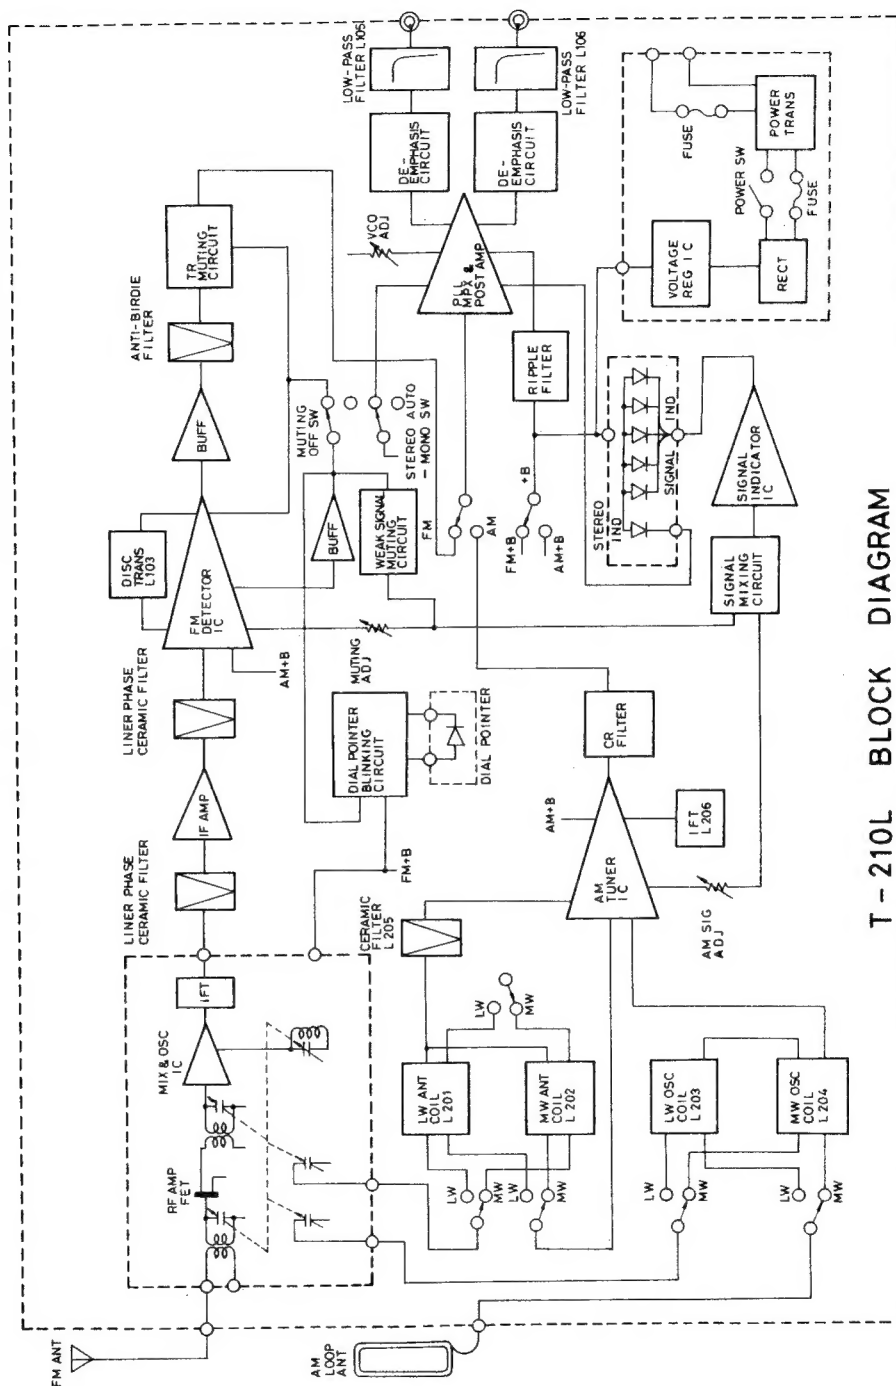 FM ANT
AM
LOOP
ANT
RF AMP
FET
MIX & OSC
IC
IFT
LINER PHASE
CERAMIC FILTER
IF AMP
LINER PHASE
CERAMIC FILTER
FM
DETECTOR
IC
DISC
TRANS
L103
AM+B
BUFF
ANTI-BIRDIE
FILTER
TR
MUTING
CIRCUIT
LOW-PASS
FILTER L105
LOW-PASS
FILTER L106
DE-
EMPHASIS
CIRCUIT
DE-
EMPHASIS
CIRCUIT
VCO
ADJ
PLL
MPX &
POST AMP
MUTING
OFF SW
STEREO AUTO
- MONO SW
BUFF
WEAK SIGNAL
MUTING
CIRCUIT
MUTING
ADJ
DIAL POINTER
BLINKING
CIRCUIT
DIAL POINTER
FM+B
FM
AM
+B
FM+B
AM+B
RIPPLE
FILTER
STEREO
IND
SIGNAL IND
SIGNAL
INDICATOR
IC
SIGNAL
MIXING
CIRCUIT
FUSE
POWER
TRANS
POWER SW
FUSE
VOLTAGE
REG IC
RECT
CERAMIC
FILTER
L205
AM
TUNER
IC
AM+B
CR
FILTER
IFT
L206
AM SIG
ADJ
LW ANT
COIL
L201
MW ANT
COIL
L202
LW
MW
LW
MW
LW
MW
LW OSC
COIL
L203
MW OSC
COIL
L204
LW
MW
LW
MW
T-210L BLOCK DIAGRAM